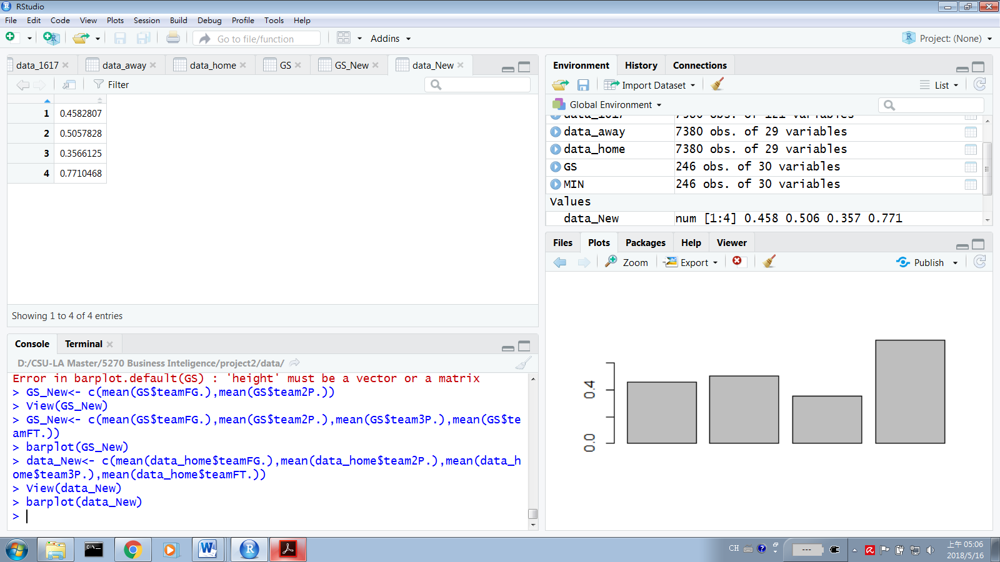 RStudio
File Edit Code View Plots Session Build Debug Profile Tools Help
Go to file/function
Addins
Project: (None)
data_1617
data_away
data_home
GS
GS_New
data_New
Filter
1 0.4582807
2 0.5057828
3 0.3566125
4 0.7710468
Showing 1 to 4 of 4 entries
Console Terminal
D:/CSU-LA Master/5270 Business Inteligence/project2/data/
Error in barplot.default(GS) : 'height' must be a vector or a matrix
> GS_New<- c(mean(GS$teamFG.),mean(GS$team2P.))
> View(GS_New)
> GS_New<- c(mean(GS$teamFG.),mean(GS$team2P.),mean(GS$team3P.),mean(GS$te
amFT.))
> barplot(GS_New)
> data_New<- c(mean(data_home$teamFG.),mean(data_home$team2P.),mean(data_h
ome$team3P.),mean(data_home$teamFT.))
> View(data_New)
> barplot(data_New)
>
Environment History Connections
Import Dataset
List
Global Environment
data_1617 7380 obs. of 121 variables
data_away 7380 obs. of 29 variables
data_home 7380 obs. of 29 variables
GS 246 obs. of 30 variables
MIN 246 obs. of 30 variables
Values
data_New num [1:4] 0.458 0.506 0.357 0.771
Files Plots Packages Help Viewer
Zoom Export Publish
0.4
0.0
CH
---
上午 05:06
2018/5/16